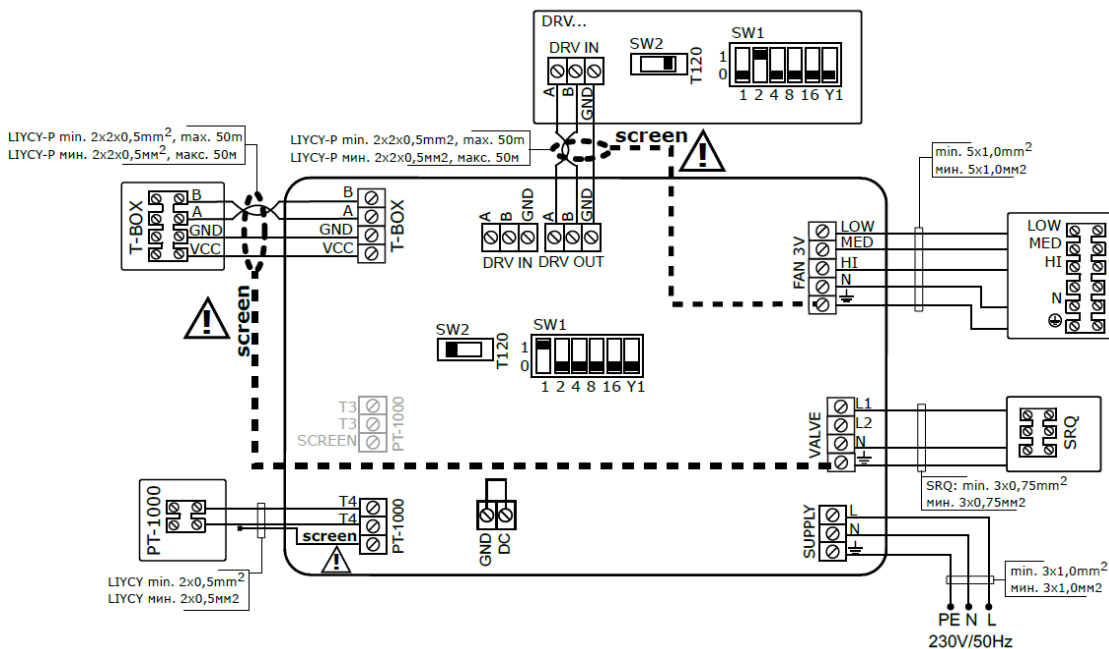 DRV...
DRV IN
SW2
SW1
T120
1
0
1 2 4 8 16 Y1
A
B
GND
LIYCY-P min. 2x2x0,5mm², max. 50m
LIYCY-P мин. 2x2x0,5мм², макс. 50м
LIYCY-P min. 2x2x0,5mm2, max. 50m
LIYCY-P мин. 2x2x0,5мм2, макс. 50м
screen
!
min. 5x1,0mm²
мин. 5x1,0мм2
T-BOX
B
A
GND
VCC
B
A
GND
VCC
T-BOX
A
B
GND
A
B
GND
DRV IN
DRV OUT
FAN 3V
LOW
MED
HI
N
LOW
MED
HI
N
!
screen
SW2
SW1
T120
1
0
1 2 4 8 16 Y1
T3
T3
SCREEN
PT-1000
VALVE
L1
L2
N
SRQ
SRQ: min. 3x0,75mm²
мин. 3x0,75мм2
PT-1000
T4
T4
screen
PT-1000
!
GND
DC
SUPPLY
L
N
LIYCY min. 2x0,5mm²
LIYCY мин. 2x0,5мм2
min. 3x1,0mm²
мин. 3x1,0мм2
PE N L
230V/50Hz